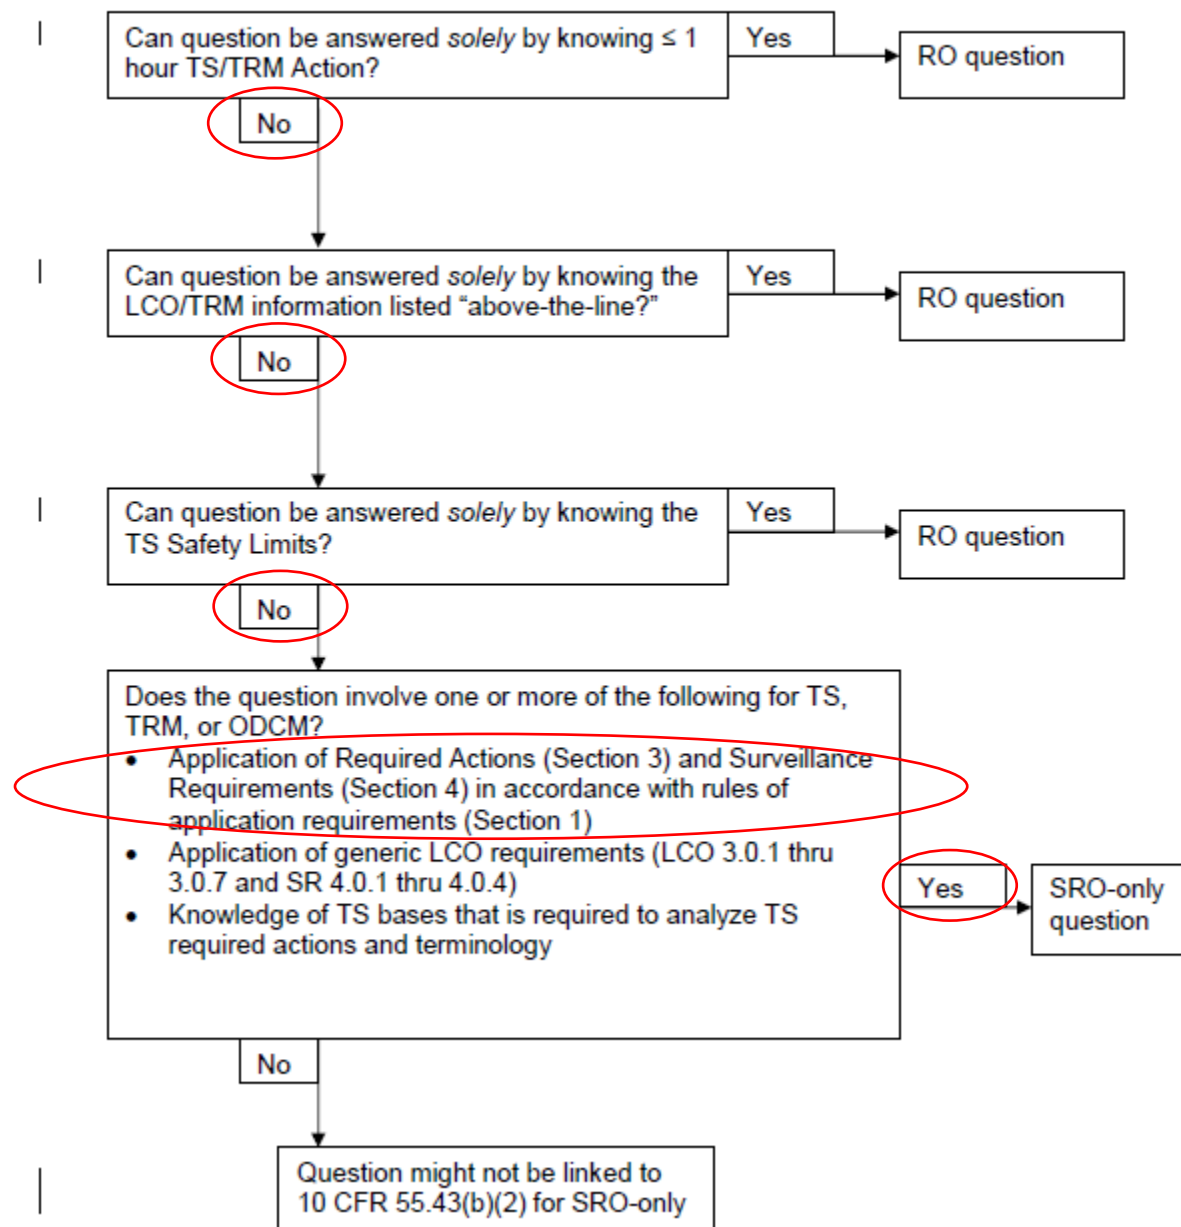 Can question be answered solely by knowing ≤ 1
hour TS/TRM Action?
Yes
RO question
No
Can question be answered solely by knowing the
LCO/TRM information listed “above-the-line?”
Yes
RO question
No
Can question be answered solely by knowing the
TS Safety Limits?
Yes
RO question
No
Does the question involve one or more of the following for TS,
TRM, or ODCM?
• Application of Required Actions (Section 3) and Surveillance
Requirements (Section 4) in accordance with rules of
application requirements (Section 1)
• Application of generic LCO requirements (LCO 3.0.1 thru
3.0.7 and SR 4.0.1 thru 4.0.4)
• Knowledge of TS bases that is required to analyze TS
required actions and terminology
Yes
SRO-only
question
No
Question might not be linked to
10 CFR 55.43(b)(2) for SRO-only